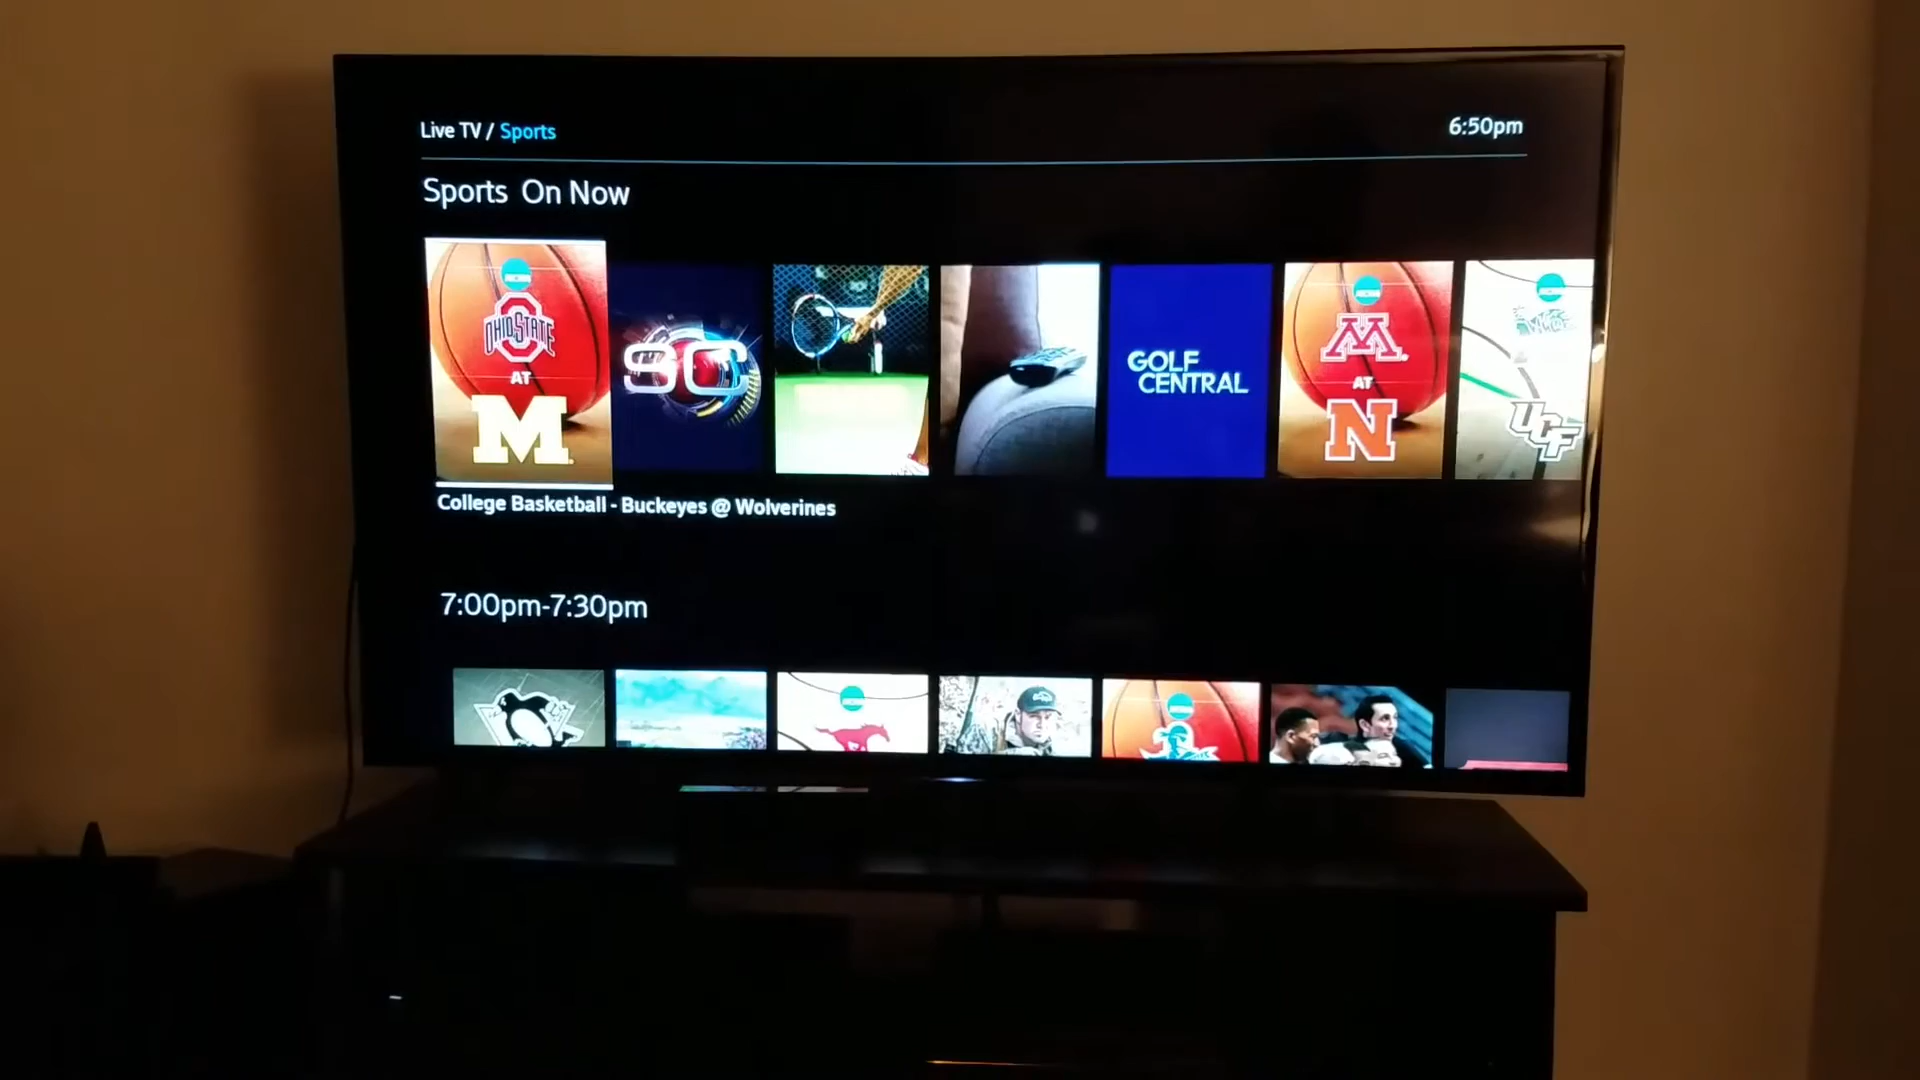 Live TV / Sports
6:50pm
Sports On Now
OHIO STATE
AT
M
SC
GOLF
CENTRAL
M
AT
N
UCF
College Basketball - Buckeyes @ Wolverines
7:00pm-7:30pm